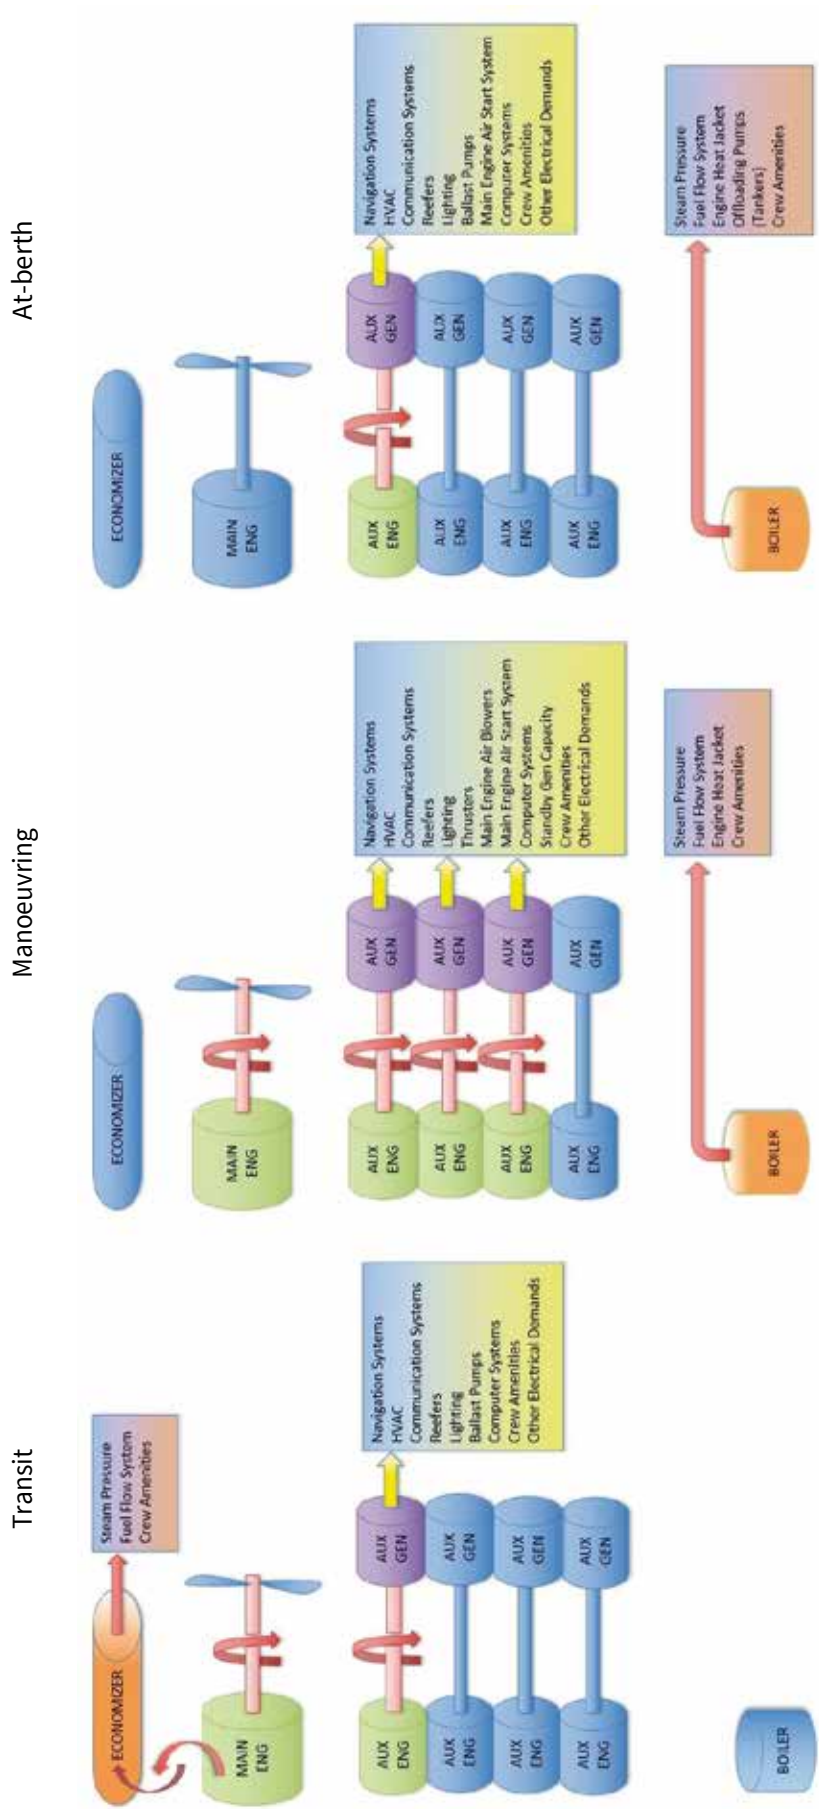 Transit
Steam Pressure
Fuel Flow System
Crew Amenities
ECONOMIZER
MAIN
ENG
Navigation Systems
HVAC
Communication Systems
Reefers
Lighting
Ballast Pumps
Computer Systems
Crew Amenities
Other Electrical Demands
AUX
ENG
AUX
GEN
AUX
ENG
AUX
GEN
AUX
ENG
AUX
GEN
AUX
ENG
AUX
GEN
BOILER
Manoeuvring
ECONOMIZER
MAIN
ENG
Navigation Systems
HVAC
Communication Systems
Reefers
Lighting
Thrusters
Main Engine Air Blowers
Main Engine Air Start System
Computer Systems
Standby Gen Capacity
Crew Amenities
Other Electrical Demands
AUX
ENG
AUX
GEN
AUX
ENG
AUX
GEN
AUX
ENG
AUX
GEN
AUX
ENG
AUX
GEN
Steam Pressure
Fuel Flow System
Engine Heat Jacket
Crew Amenities
BOILER
At-berth
ECONOMIZER
MAIN
ENG
Navigation Systems
HVAC
Communication Systems
Reefers
Lighting
Ballast Pumps
Main Engine Air Start System
Computer Systems
Crew Amenities
Other Electrical Demands
AUX
ENG
AUX
GEN
AUX
ENG
AUX
GEN
AUX
ENG
AUX
GEN
AUX
ENG
AUX
GEN
Steam Pressure
Fuel Flow System
Engine Heat Jacket
Offloading Pumps
(Tankers)
Crew Amenities
BOILER